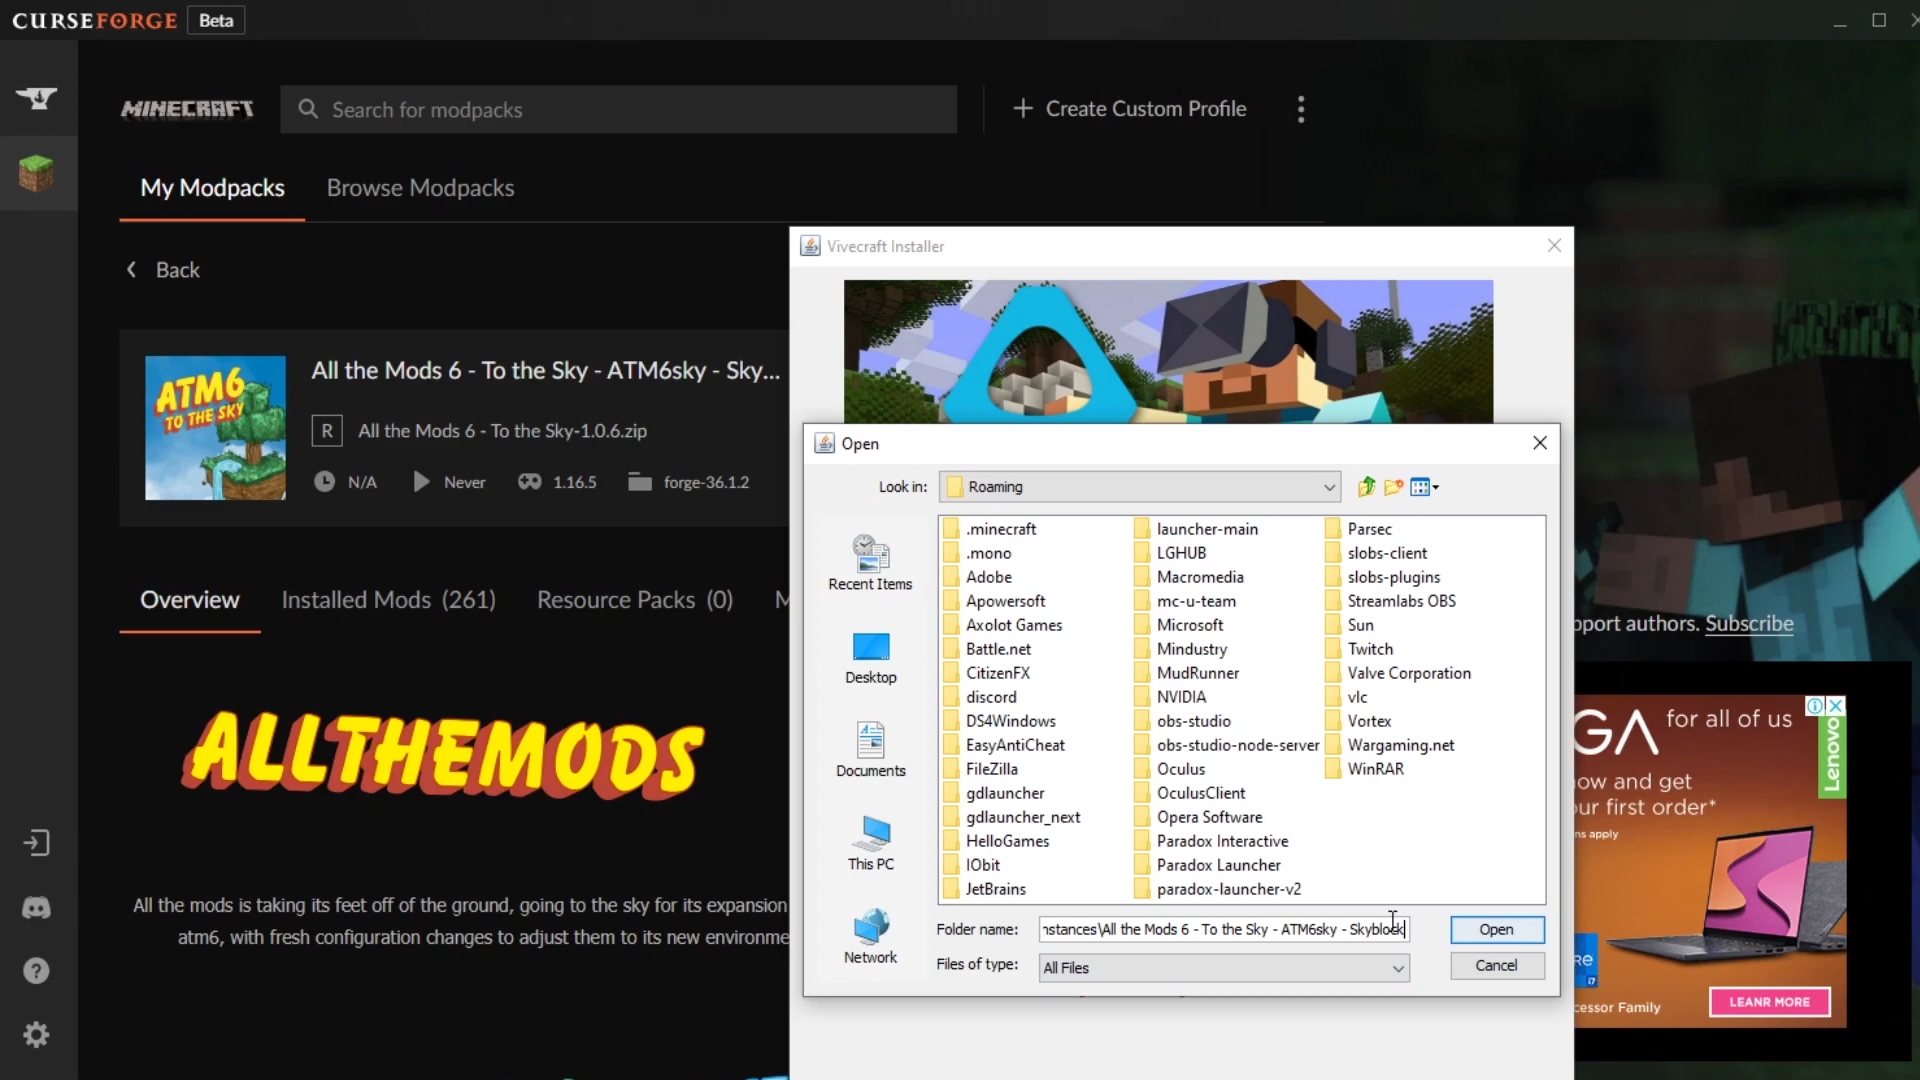 CURSEFORGE
Beta
MINECRAFT
Search for modpacks
Create Custom Profile
My Modpacks
Browse Modpacks
Back
ATM6
TO THE SKY
All the Mods 6 - To the Sky - ATM6sky - Sky...
R
All the Mods 6 - To the Sky-1.0.6.zip
N/A
Never
1.16.5
forge-36.1.2
Overview
Installed Mods (261)
Resource Packs (0)
M
ALLTHEMODS
All the mods is taking its feet off of the ground, going to the sky for its expansion
atm6, with fresh configuration changes to adjust them to its new environme
Vivecraft Installer
Open
Look in:
Roaming
Recent Items
Desktop
Documents
This PC
Network
.minecraft
.mono
Adobe
Apowersoft
Axolot Games
Battle.net
CitizenFX
discord
DS4Windows
EasyAntiCheat
FileZilla
gdlauncher
gdlauncher_next
HelloGames
IObit
JetBrains
launcher-main
LGHUB
Macromedia
mc-u-team
Microsoft
Mindustry
MudRunner
NVIDIA
obs-studio
obs-studio-node-server
Oculus
OculusClient
Opera Software
Paradox Interactive
Paradox Launcher
paradox-launcher-v2
Parsec
slobs-client
slobs-plugins
Streamlabs OBS
Sun
Twitch
Valve Corporation
vlc
Vortex
Wargaming.net
WinRAR
Folder name:
nstances\All the Mods 6 - To the Sky - ATM6sky - Skyblock
Open
Files of type:
All Files
Cancel
pport authors. Subscribe
GA
for all of us
Lenovo
ow and get
ur first order*
ns apply
RE
i7
cessor Family
LEANR MORE